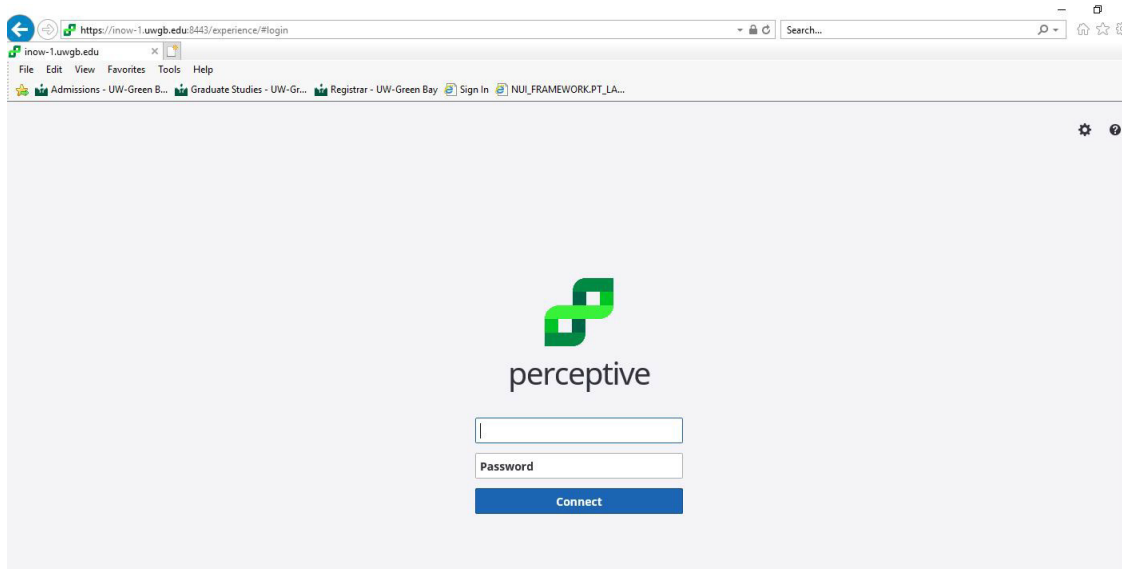 https://inow-1.uwgb.edu:8443/experience/#login
Search...
inow-1.uwgb.edu
File Edit View Favorites Tools Help
Admissions - UW-Green B... Graduate Studies - UW-Gr... Registrar - UW-Green Bay Sign In NUI_FRAMEWORK.PT_LA...
perceptive
Password
Connect